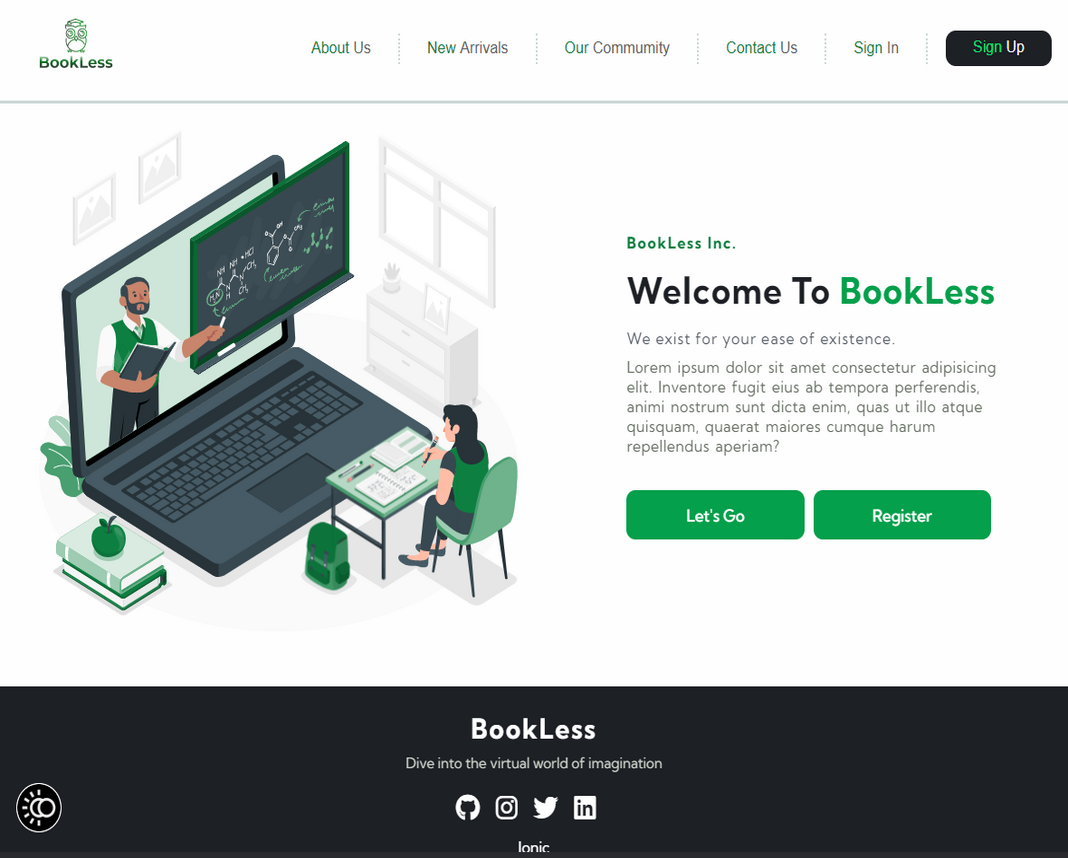 BookLess
About Us
New Arrivals
Our Commumity
Contact Us
Sign In
Sign Up
BookLess Inc.
Welcome To BookLess
We exist for your ease of existence.
Lorem ipsum dolor sit amet consectetur adipisicing
elit. Inventore fugit eius ab tempora perferendis,
animi nostrum sunt dicta enim, quas ut illo atque
quisquam, quaerat maiores cumque harum
repellendus aperiam?
Let's Go
Register
BookLess
Dive into the virtual world of imagination
Ionic